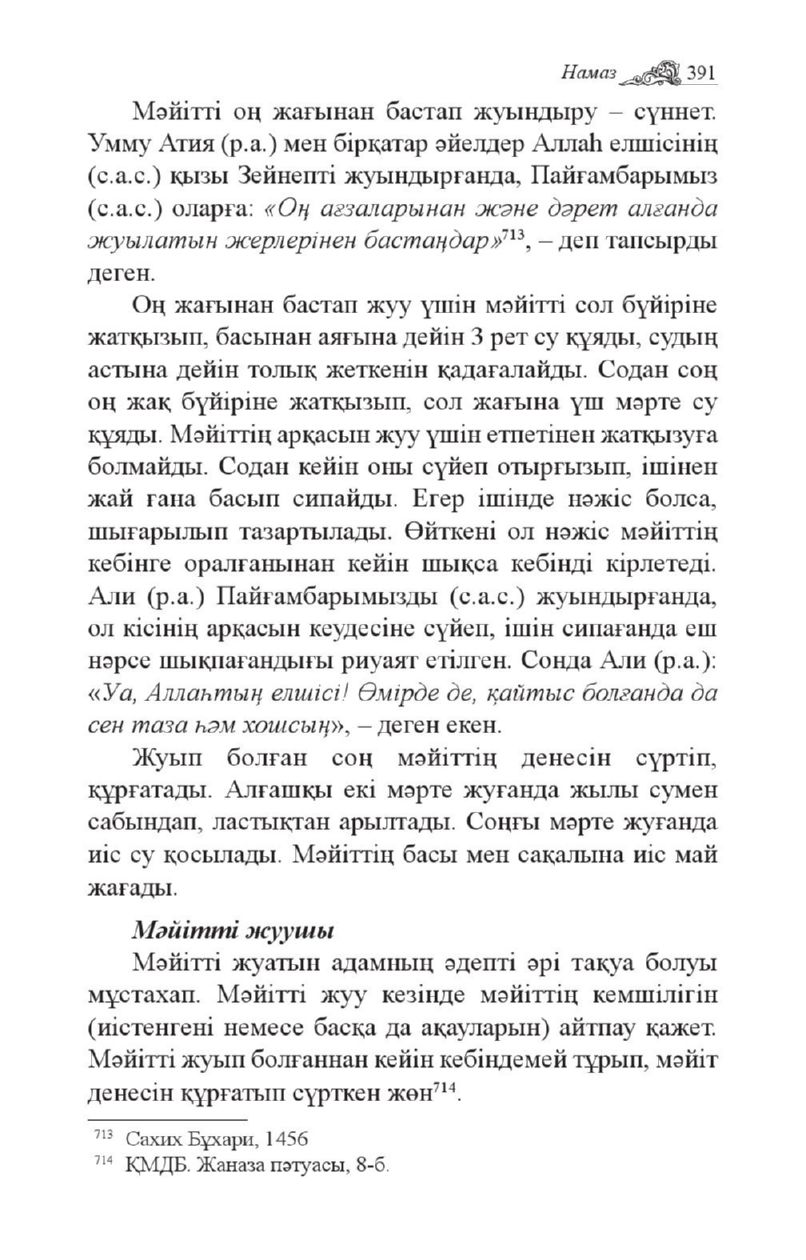 Намаз 391
Мәйітті оң жағынан бастап жуындыру – сүннет.
Умму Атия (р.а.) мен бірқатар әйелдер Аллаһ елшісінің
(с.а.с.) қызы Зейнепті жуындырғанда, Пайғамбарымыз
(с.а.с.) оларға: «Оң ағзаларынан және дәрет алғанда
жуылатын жерлерінен бастаңдар»⁷¹³, – деп тапсырды
деген.
Оң жағынан бастап жуу үшін мәйітті сол бүйіріне
жатқызып, басынан аяғына дейін 3 рет су құяды, судың
астына дейін толық жеткенін қадағалайды. Содан соң
оң жақ бүйіріне жатқызып, сол жағына үш мәрте су
құяды. Мәйіттің арқасын жуу үшін етпетінен жатқызуға
болмайды. Содан кейін оны сүйеп отырғызып, ішінен
жай ғана басып сипайды. Егер ішінде нәжіс болса,
шығарылып тазартылады. Өйткені ол нәжіс мәйіттің
кебінге оралғанынан кейін шықса кебінді кірлетеді.
Али (р.а.) Пайғамбарымызды (с.а.с.) жуындырғанда,
ол кісінің арқасын кеудесіне сүйеп, ішін сипағанда еш
нәрсе шықпағандығы риуаят етілген. Сонда Али (р.а.):
«Уа, Аллаһтың елшісі! Өмірде де, қайтыс болғанда да
сен таза һәм хошсың», – деген екен.
Жуып болған соң мәйіттің денесін сүртіп,
құрғатады. Алғашқы екі мәрте жуғанда жылы сумен
сабындап, ластықтан арылтады. Соңғы мәрте жуғанда
иіс су қосылады. Мәйіттің басы мен сақалына иіс май
жағады.
Мәйітті жуушы
Мәйітті жуатын адамның әдепті әрі тақуа болуы
мұстахап. Мәйітті жуу кезінде мәйіттің кемшілігін
(иістенгені немесе басқа да ақауларын) айтпау қажет.
Мәйітті жуып болғаннан кейін кебіндемей тұрып, мәйіт
денесін құрғатып сүрткен жөн⁷¹⁴.
⁷¹³ Сахих Бұхари, 1456
⁷¹⁴ ҚМДБ. Жаназа пәтуасы, 8-б.